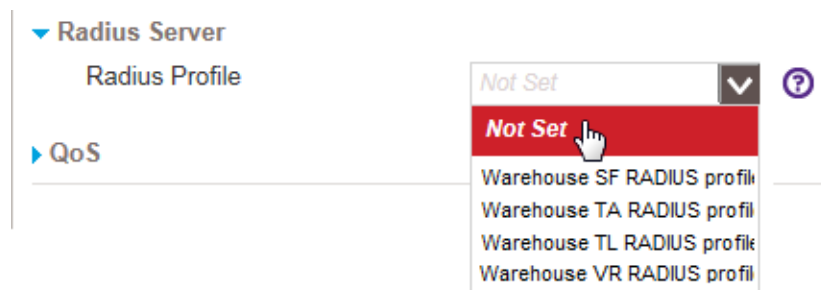 Radius Server
Radius Profile
Not Set
Not Set
QoS
Warehouse SF RADIUS profile
Warehouse TA RADIUS profil
Warehouse TL RADIUS profile
Warehouse VR RADIUS profil